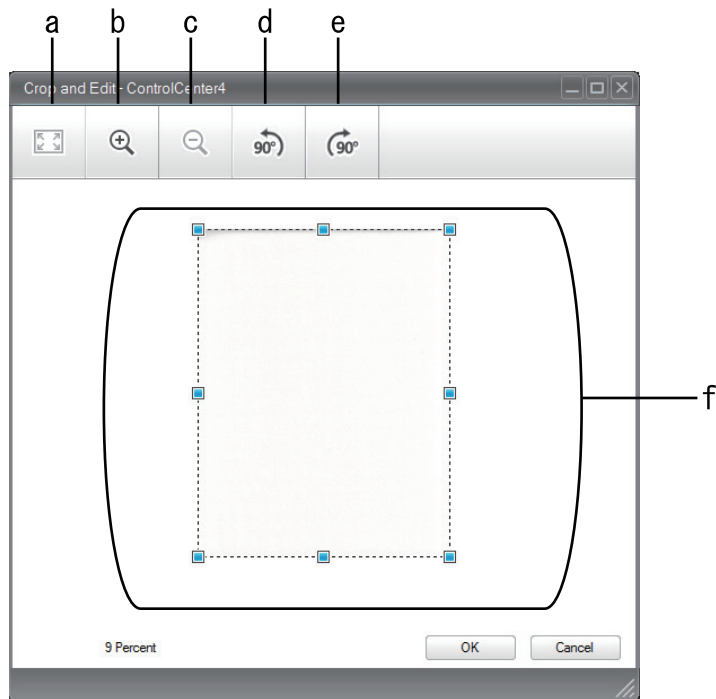 a b c d e
Crop and Edit - ControlCenter4
90° 90°
f
9 Percent OK Cancel